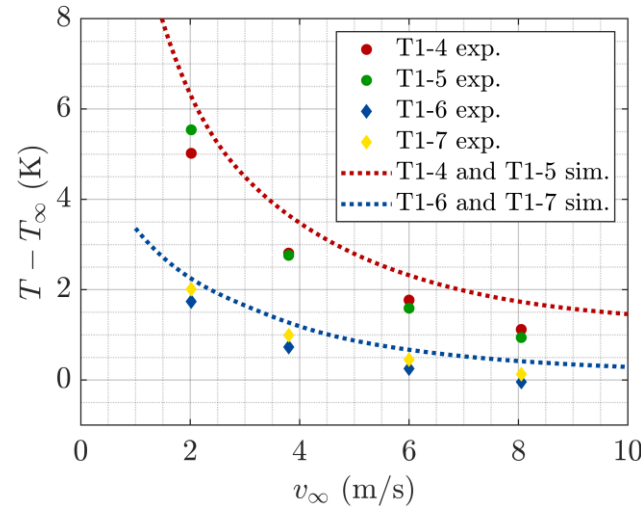 8
6
4
2
0
T − T∞ (K)
T1-4 exp.
T1-5 exp.
T1-6 exp.
T1-7 exp.
T1-4 and T1-5 sim.
T1-6 and T1-7 sim.
0 2 4 6 8 10
v∞ (m/s)